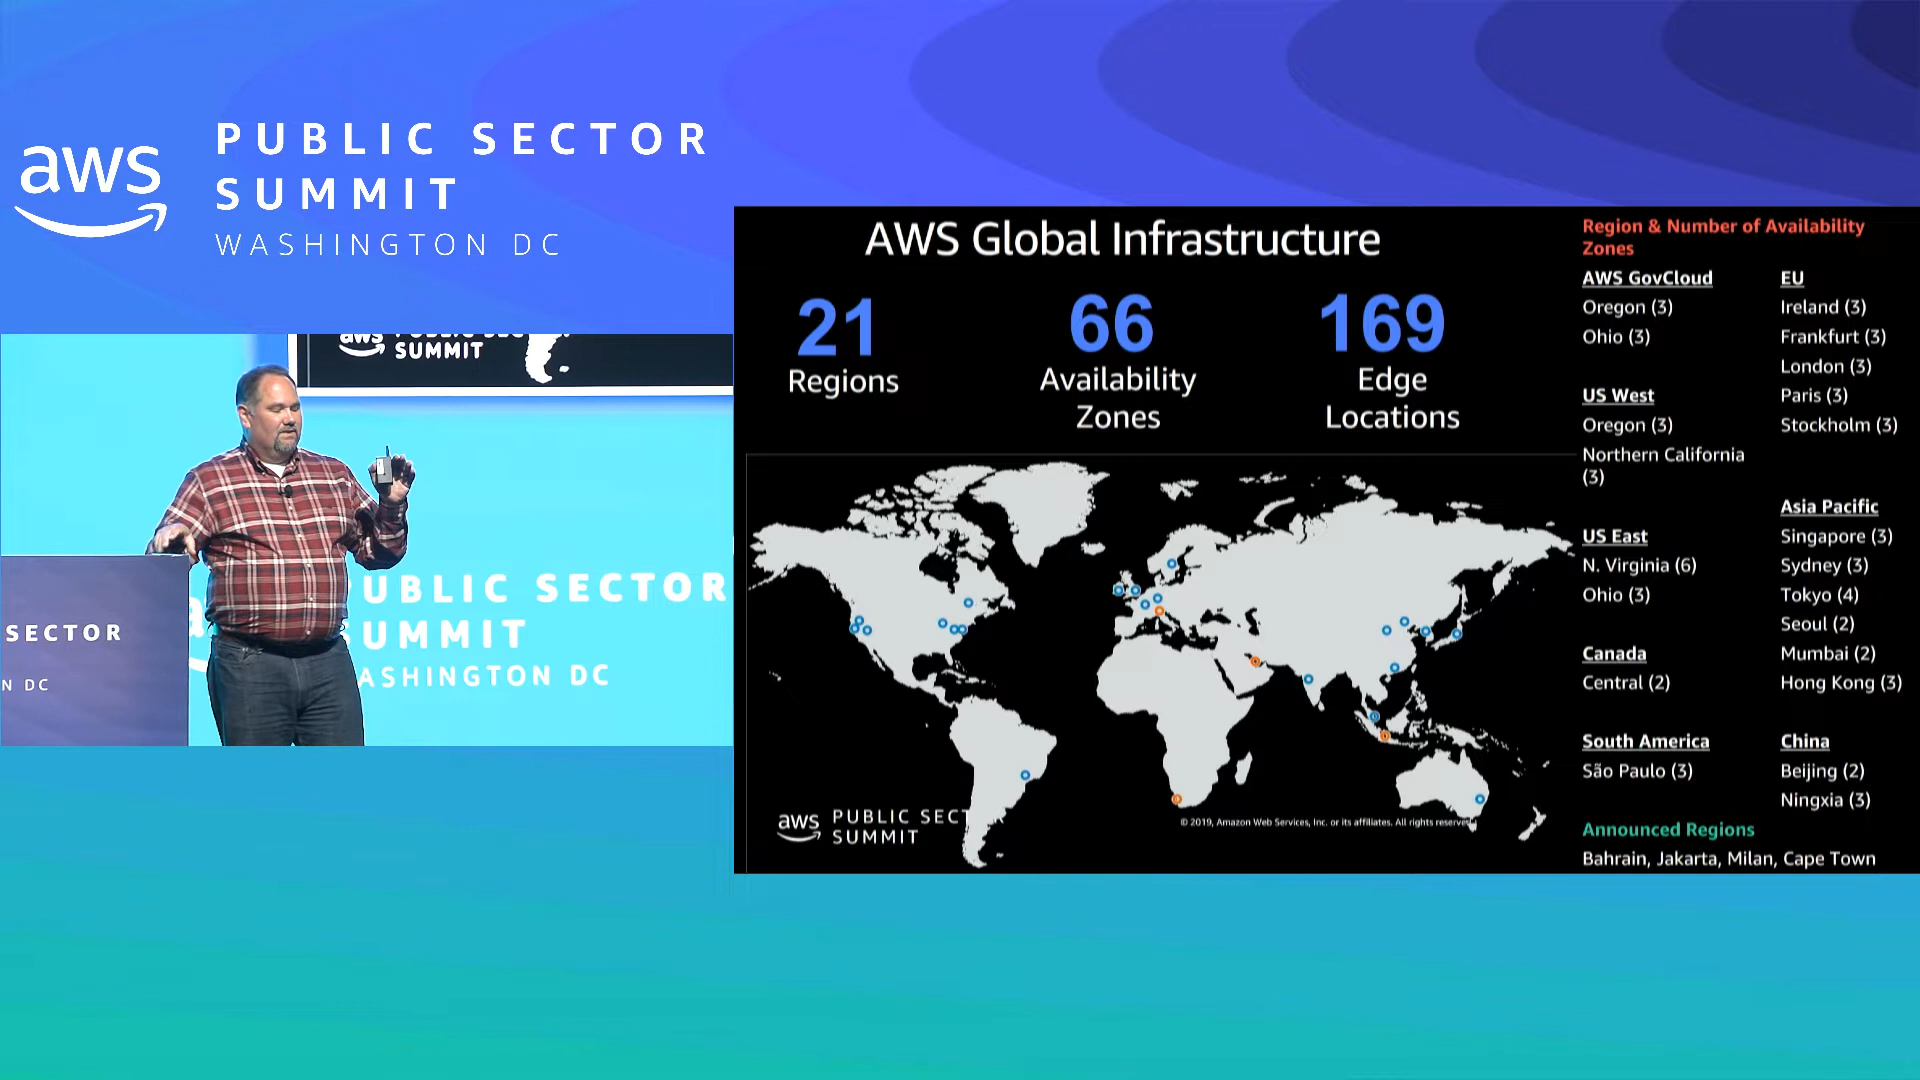 aws
PUBLIC SECTOR
SUMMIT
WASHINGTON DC
aws
SUMMIT
SECTOR
N DC
UBLIC SECTOR
UMMIT
ASHINGTON DC
AWS Global Infrastructure
21
Regions
66
Availability
Zones
169
Edge
Locations
aws
PUBLIC SECT
SUMMIT
© 2019, Amazon Web Services, Inc. or its affiliates. All rights reserved
Region & Number of Availability
Zones
AWS GovCloud
Oregon (3)
Ohio (3)
US West
Oregon (3)
Northern California
(3)
US East
N. Virginia (6)
Ohio (3)
Canada
Central (2)
South America
São Paulo (3)
EU
Ireland (3)
Frankfurt (3)
London (3)
Paris (3)
Stockholm (3)
Asia Pacific
Singapore (3)
Sydney (3)
Tokyo (4)
Seoul (2)
Mumbai (2)
Hong Kong (3)
China
Beijing (2)
Ningxia (3)
Announced Regions
Bahrain, Jakarta, Milan, Cape Town